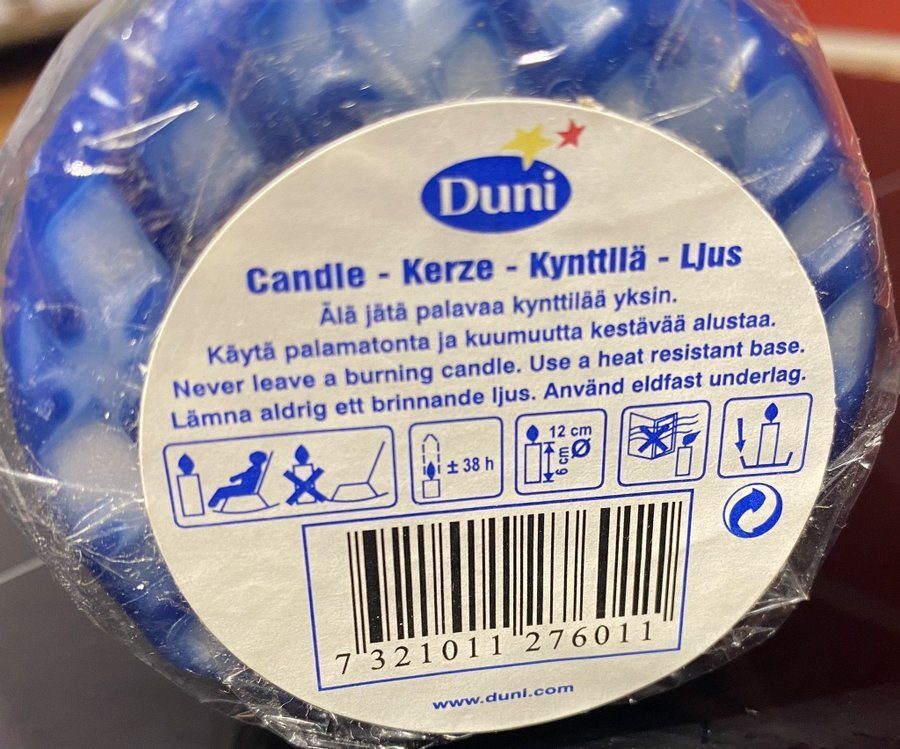 Duni
Candle - Kerze - Kynttllä - LJus
Älä jätä palavaa kynttilää yksin.
Käytä palamatonta ja kuumuutta kestävää alustaa.
Never leave a burning candle. Use a heat resistant base.
Lämna aldrig ett brinnande ljus. Använd eldfast underlag.
± 38 h
12 cm
6 cm Ø
7 321011 276011
www.duni.com